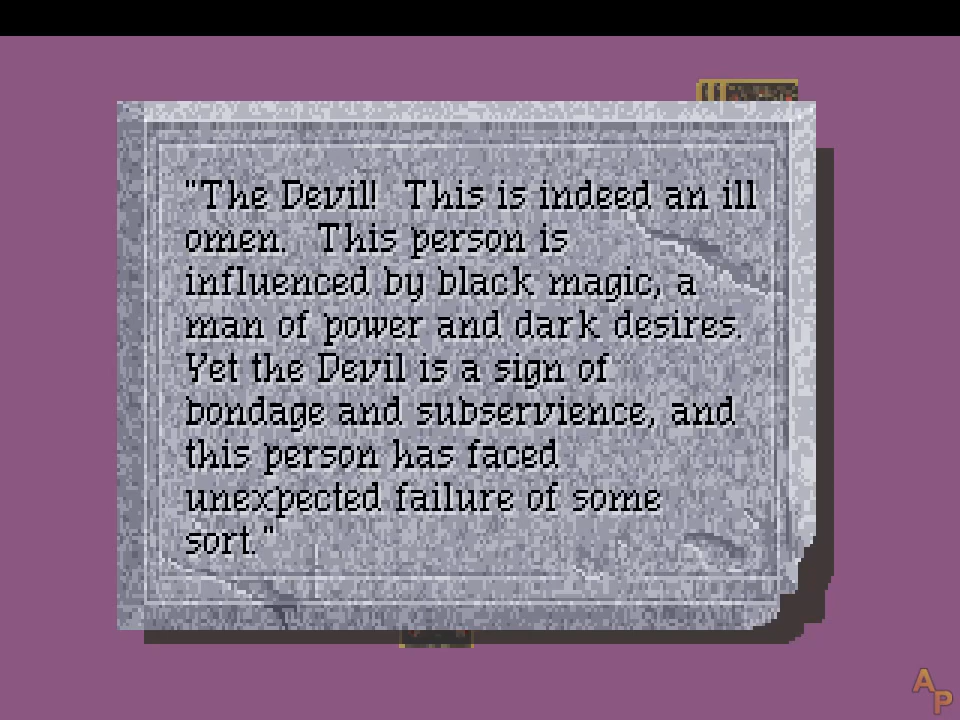 "The Devil!  This is indeed an ill
omen.  This person is
influenced by black magic, a
man of power and dark desires.
Yet the Devil is a sign of
bondage and subservience, and
this person has faced
unexpected failure of some
sort."
AP